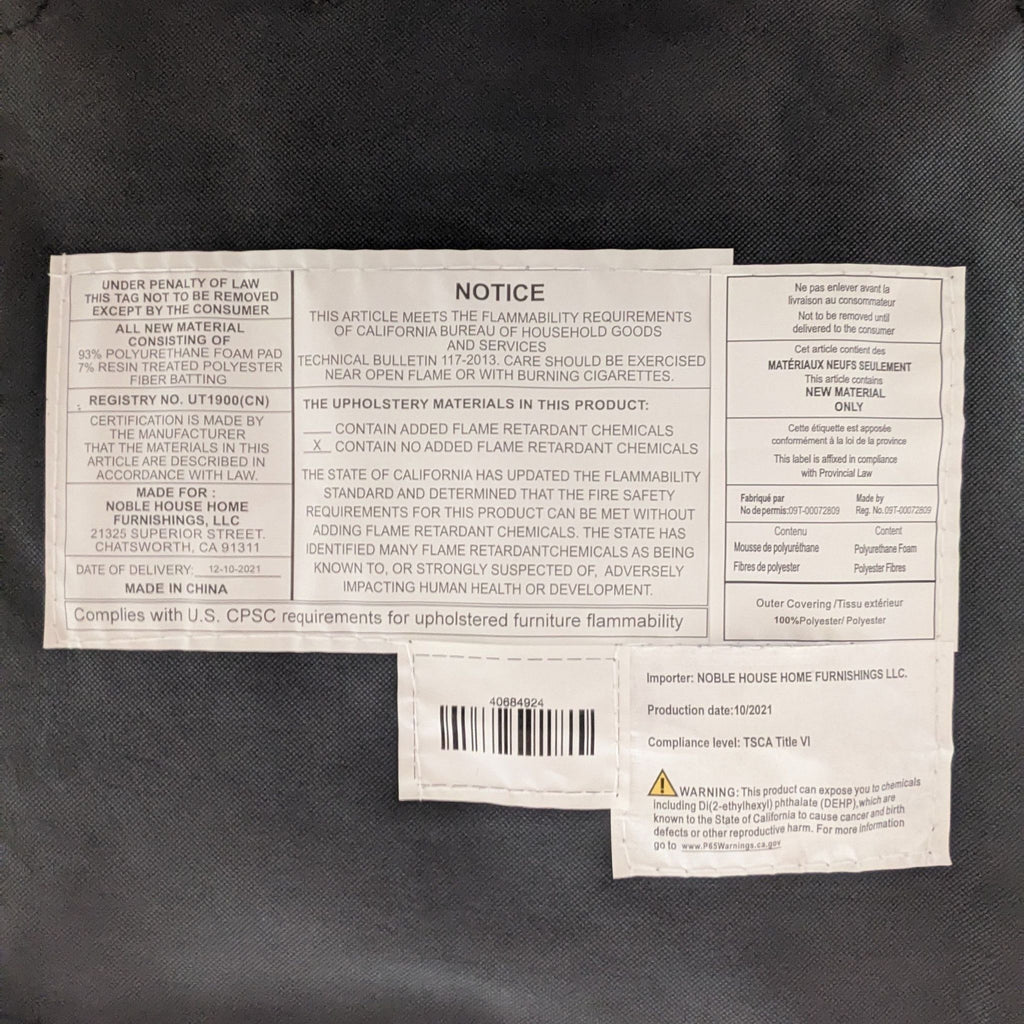 UNDER PENALTY OF LAW
THIS TAG NOT TO BE REMOVED
EXCEPT BY THE CONSUMER
ALL NEW MATERIAL
CONSISTING OF
93% POLYURETHANE FOAM PAD
7% RESIN TREATED POLYESTER
FIBER BATTING
REGISTRY NO. UT1900(CN)
CERTIFICATION IS MADE BY
THE MANUFACTURER
THAT THE MATERIALS IN THIS
ARTICLE ARE DESCRIBED IN
ACCORDANCE WITH LAW.
MADE FOR :
NOBLE HOUSE HOME
FURNISHINGS, LLC
21325 SUPERIOR STREET.
CHATSWORTH, CA 91311
DATE OF DELIVERY: 12-10-2021
MADE IN CHINA
NOTICE
THIS ARTICLE MEETS THE FLAMMABILITY REQUIREMENTS
OF CALIFORNIA BUREAU OF HOUSEHOLD GOODS
AND SERVICES
TECHNICAL BULLETIN 117-2013. CARE SHOULD BE EXERCISED
NEAR OPEN FLAME OR WITH BURNING CIGARETTES.
THE UPHOLSTERY MATERIALS IN THIS PRODUCT:
___ CONTAIN ADDED FLAME RETARDANT CHEMICALS
_X_ CONTAIN NO ADDED FLAME RETARDANT CHEMICALS
THE STATE OF CALIFORNIA HAS UPDATED THE FLAMMABILITY
STANDARD AND DETERMINED THAT THE FIRE SAFETY
REQUIREMENTS FOR THIS PRODUCT CAN BE MET WITHOUT
ADDING FLAME RETARDANT CHEMICALS. THE STATE HAS
IDENTIFIED MANY FLAME RETARDANTCHEMICALS AS BEING
KNOWN TO, OR STRONGLY SUSPECTED OF, ADVERSELY
IMPACTING HUMAN HEALTH OR DEVELOPMENT.
Complies with U.S. CPSC requirements for upholstered furniture flammability
Ne pas enlever avant la
livraison au consommateur
Not to be removed until
delivered to the consumer
Cet article contient des
MATÉRIAUX NEUFS SEULEMENT
This article contains
NEW MATERIAL
ONLY
Cette étiquette est apposée
conformément à la loi de la province
This label is affixed in compliance
with Provincial Law
Fabriqué par Made by
No de permis:09T-00072809 Reg. No.09T-00072809
Contenu Content
Mousse de polyuréthane Polyurethane Foam
Fibres de polyester Polyester Fibres
Outer Covering /Tissu extérieur
100%Polyester/ Polyester
40684924
Importer: NOBLE HOUSE HOME FURNISHINGS LLC.
Production date:10/2021
Compliance level: TSCA Title VI
WARNING: This product can expose you to chemicals
including Di(2-ethylhexyl) phthalate (DEHP),which are
known to the State of California to cause cancer and birth
defects or other reproductive harm. For more information
go to www.P65Warnings.ca.gov